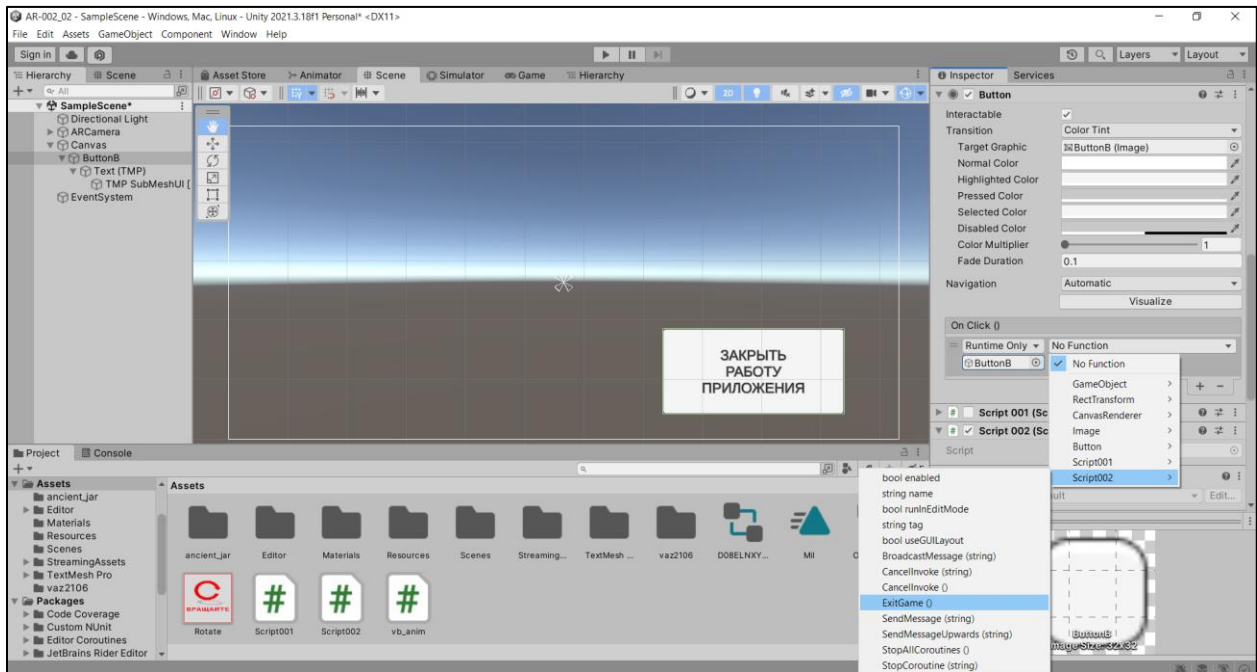 AR-002_02 - SampleScene - Windows, Mac, Linux - Unity 2021.3.18f1 Personal* <DX11>
File Edit Assets GameObject Component Window Help
Sign in
Layers
Layout
Hierarchy
Scene
Asset Store
Animator
Scene
Simulator
Game
Hierarchy
Inspector
Services
All
2D
SampleScene*
Directional Light
ARCamera
Canvas
ButtonB
Text (TMP)
TMP SubMeshUI [
EventSystem
ЗАКРЫТЬ
РАБОТУ
ПРИЛОЖЕНИЯ
Button
Interactable
Transition Color Tint
Target Graphic ButtonB (Image)
Normal Color
Highlighted Color
Pressed Color
Selected Color
Disabled Color
Color Multiplier 1
Fade Duration 0.1
Navigation Automatic
Visualize
On Click ()
Runtime Only No Function
ButtonB
No Function
GameObject
RectTransform
CanvasRenderer
Image
Button
Script001
Script002
Script 001 (Sc
Script 002 (Sc
Script
Edit...
bool enabled
string name
bool runInEditMode
string tag
bool useGUILayout
BroadcastMessage (string)
CancelInvoke (string)
CancelInvoke ()
ExitGame ()
SendMessage (string)
SendMessageUpwards (string)
StopAllCoroutines ()
StopCoroutine (string)
ButtonB
Image Size: 32x32
Project
Console
Assets
ancient_jar
Editor
Materials
Resources
Scenes
StreamingAssets
TextMesh Pro
vaz2106
Packages
Code Coverage
Custom NUnit
Editor Coroutines
JetBrains Rider Editor
Assets
ancient_jar
Editor
Materials
Resources
Scenes
Streaming...
TextMesh ...
vaz2106
D08ELNXY...
Mil
ВРАЩАЙТЕ
Rotate
Script001
Script002
vb_anim